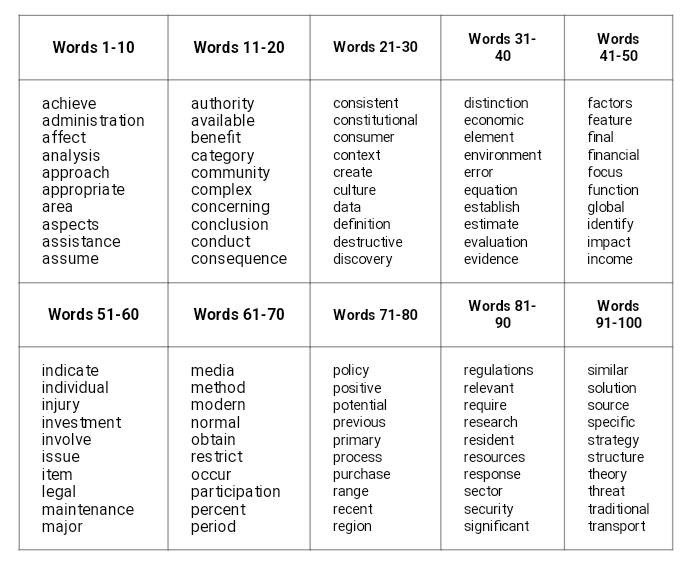 Words 1-10
Words 11-20
Words 21-30
Words 31-
40
Words
41-50
achieve
administration
affect
analysis
approach
appropriate
area
aspects
assistance
assume
authority
available
benefit
category
community
complex
concerning
conclusion
conduct
consequence
consistent
constitutional
consumer
context
create
culture
data
definition
destructive
discovery
distinction
economic
element
environment
error
equation
establish
estimate
evaluation
evidence
factors
feature
final
financial
focus
function
global
identify
impact
income
Words 51-60
Words 61-70
Words 71-80
Words 81-
90
Words
91-100
indicate
individual
injury
investment
involve
issue
item
legal
maintenance
major
media
method
modern
normal
obtain
restrict
occur
participation
percent
period
policy
positive
potential
previous
primary
process
purchase
range
recent
region
regulations
relevant
require
research
resident
resources
response
sector
security
significant
similar
solution
source
specific
strategy
structure
theory
threat
traditional
transport